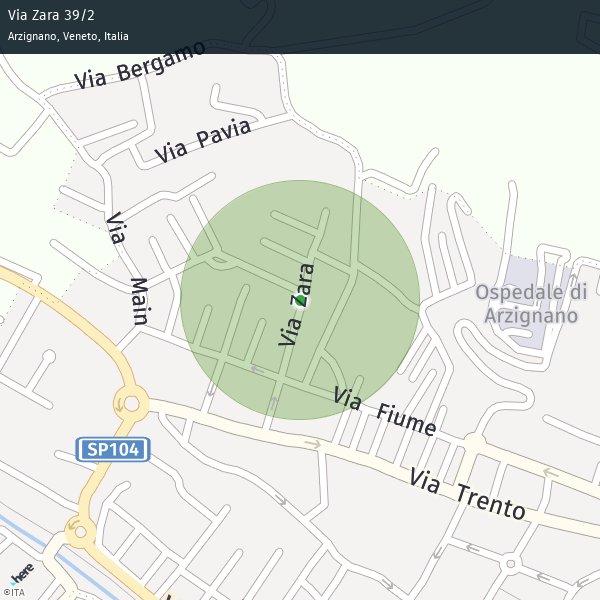 Via Zara 39/2
Arzignano, Veneto, Italia
Via Bergamo
Via Pavia
Via Main
Via Zara
Ospedale di
Arzignano
Via Fiume
SP104
Via Trento
here
©ITA